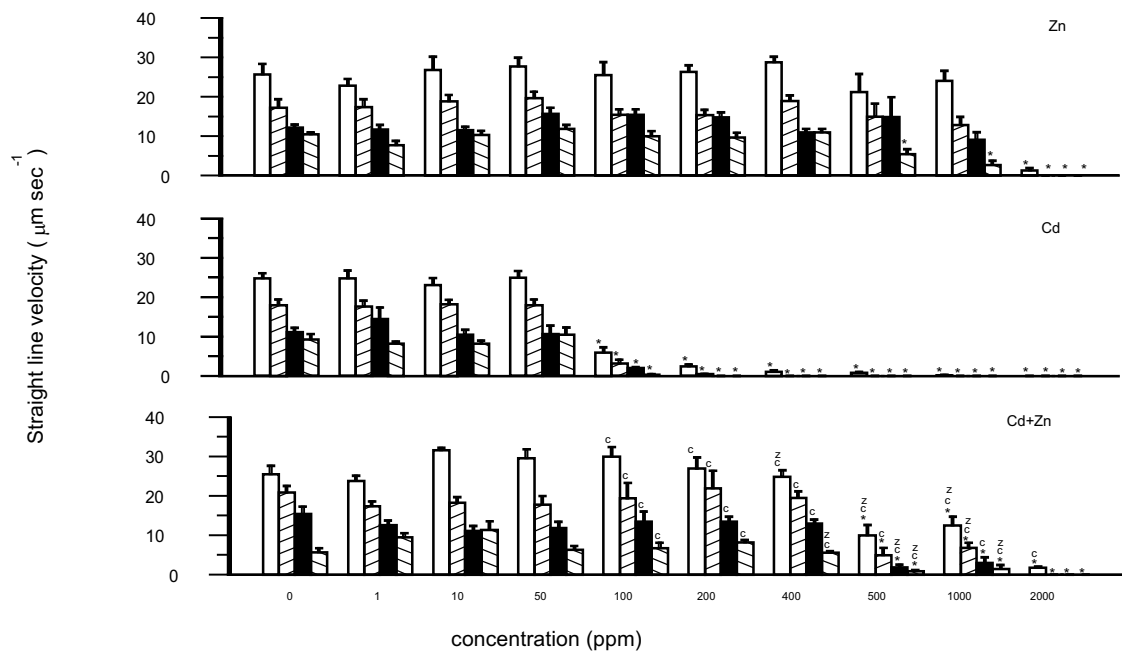 Straight line velocity ( μm sec⁻¹)
40
30
20
10
0
Zn
* * * * * *
40
30
20
10
0
Cd
* * * * * * * * * * * * * * * * * * * * * * * *
40
30
20
10
0
Cd+Zn
c c c c
c c c c
z c c c z c
z c * c * z c * z c *
z c * z c * c * z c *
c * * * *
0 1 10 50 100 200 400 500 1000 2000
concentration (ppm)